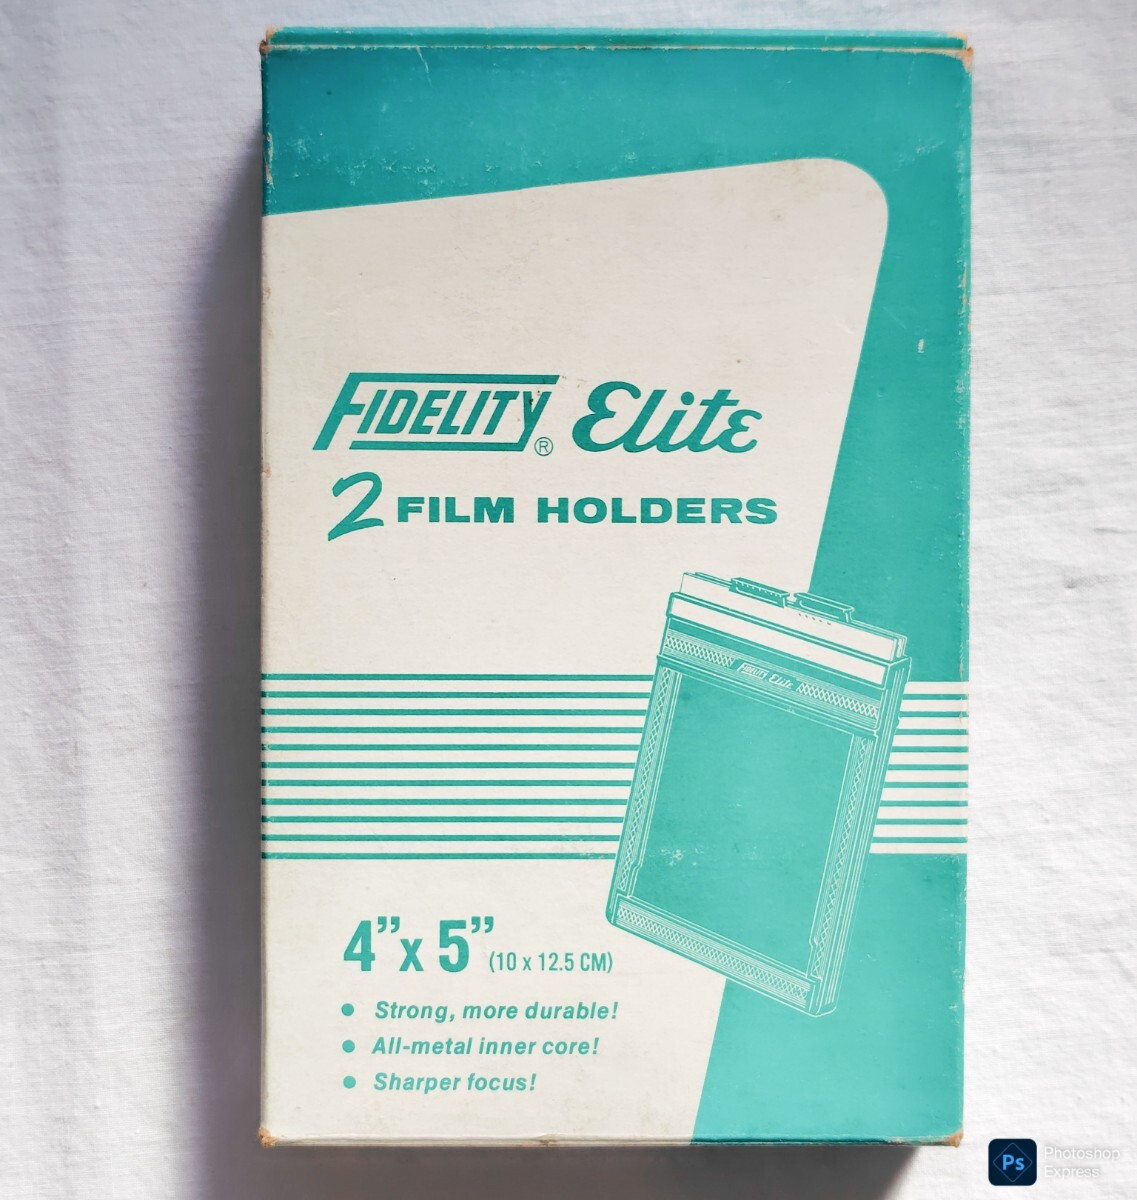 FIDELITY® Elite
2 FILM HOLDERS
FIDELITY Elite
4” x 5” (10 x 12.5 CM)
● Strong, more durable!
● All-metal inner core!
● Sharper focus!
Ps Photoshop
Express